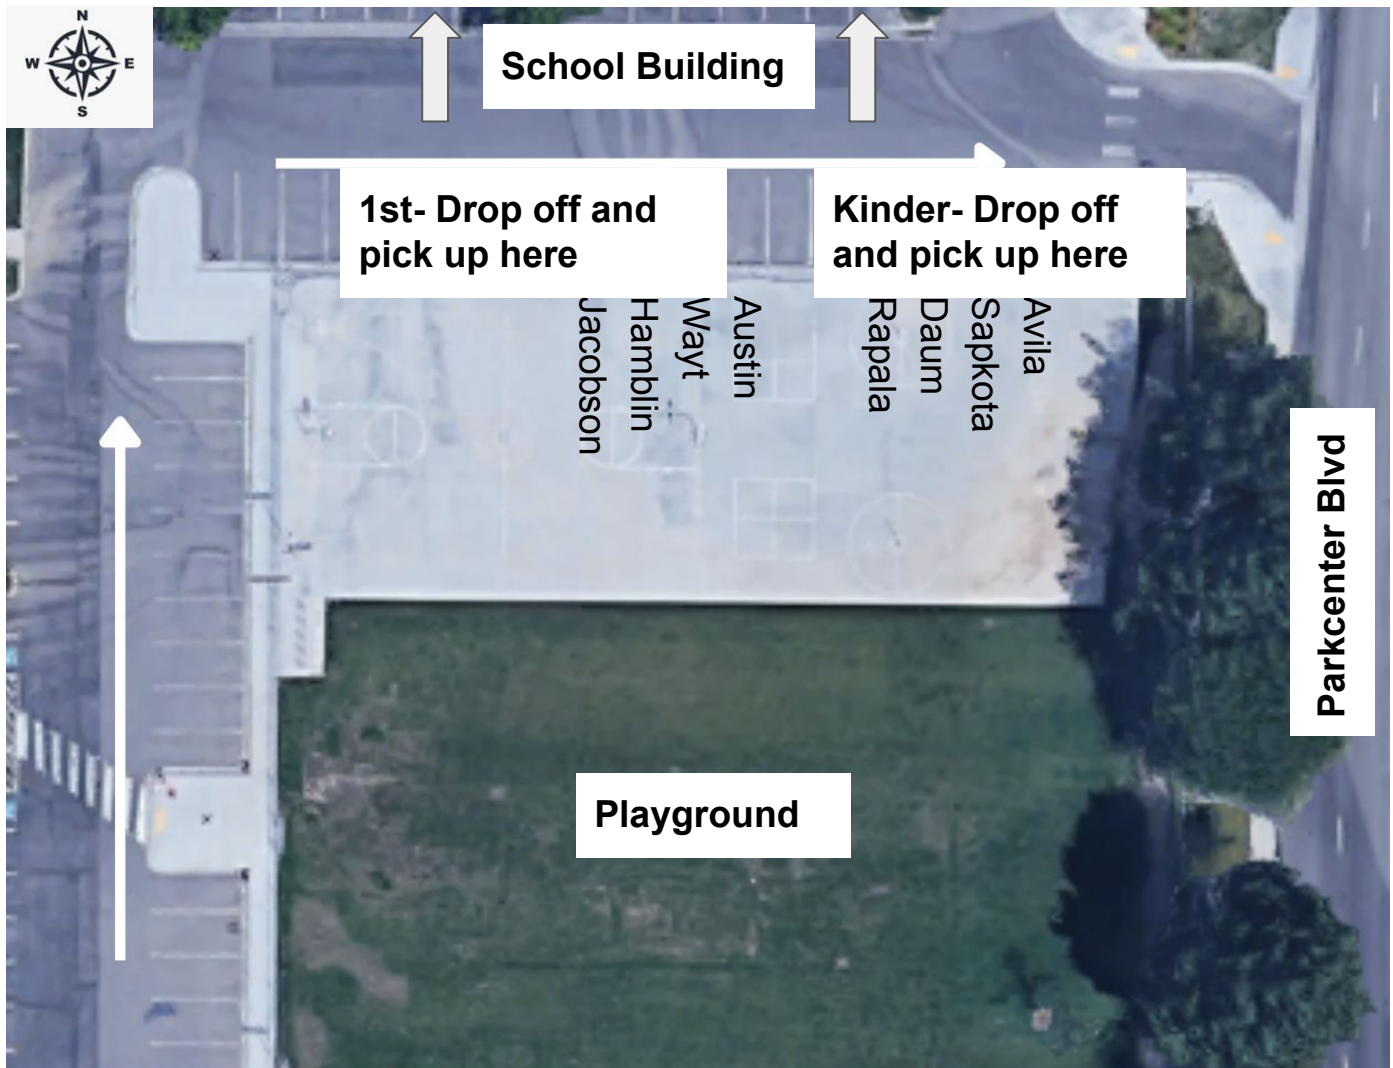 N
W E
S
School Building
1st- Drop off and
pick up here
Kinder- Drop off
and pick up here
Jacobson
Hamblin
Wayt
Austin
Rapala
Daum
Sapkota
Avila
Parkcenter Blvd
Playground